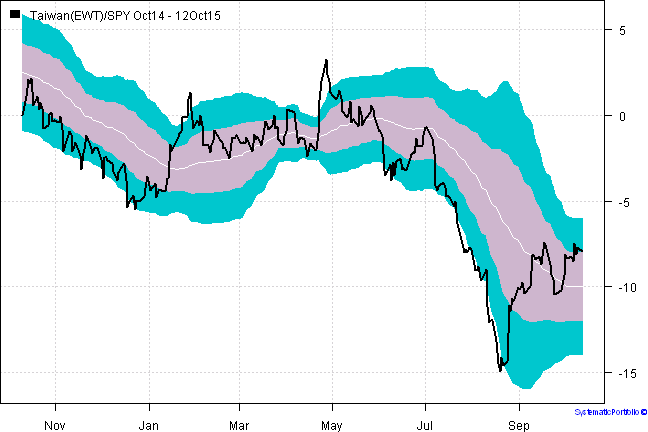 Taiwan(EWT)/SPY Oct14 - 12Oct15
5
0
-5
-10
-15
Nov Jan Mar May Jul Sep
SystematicPortfolio ©